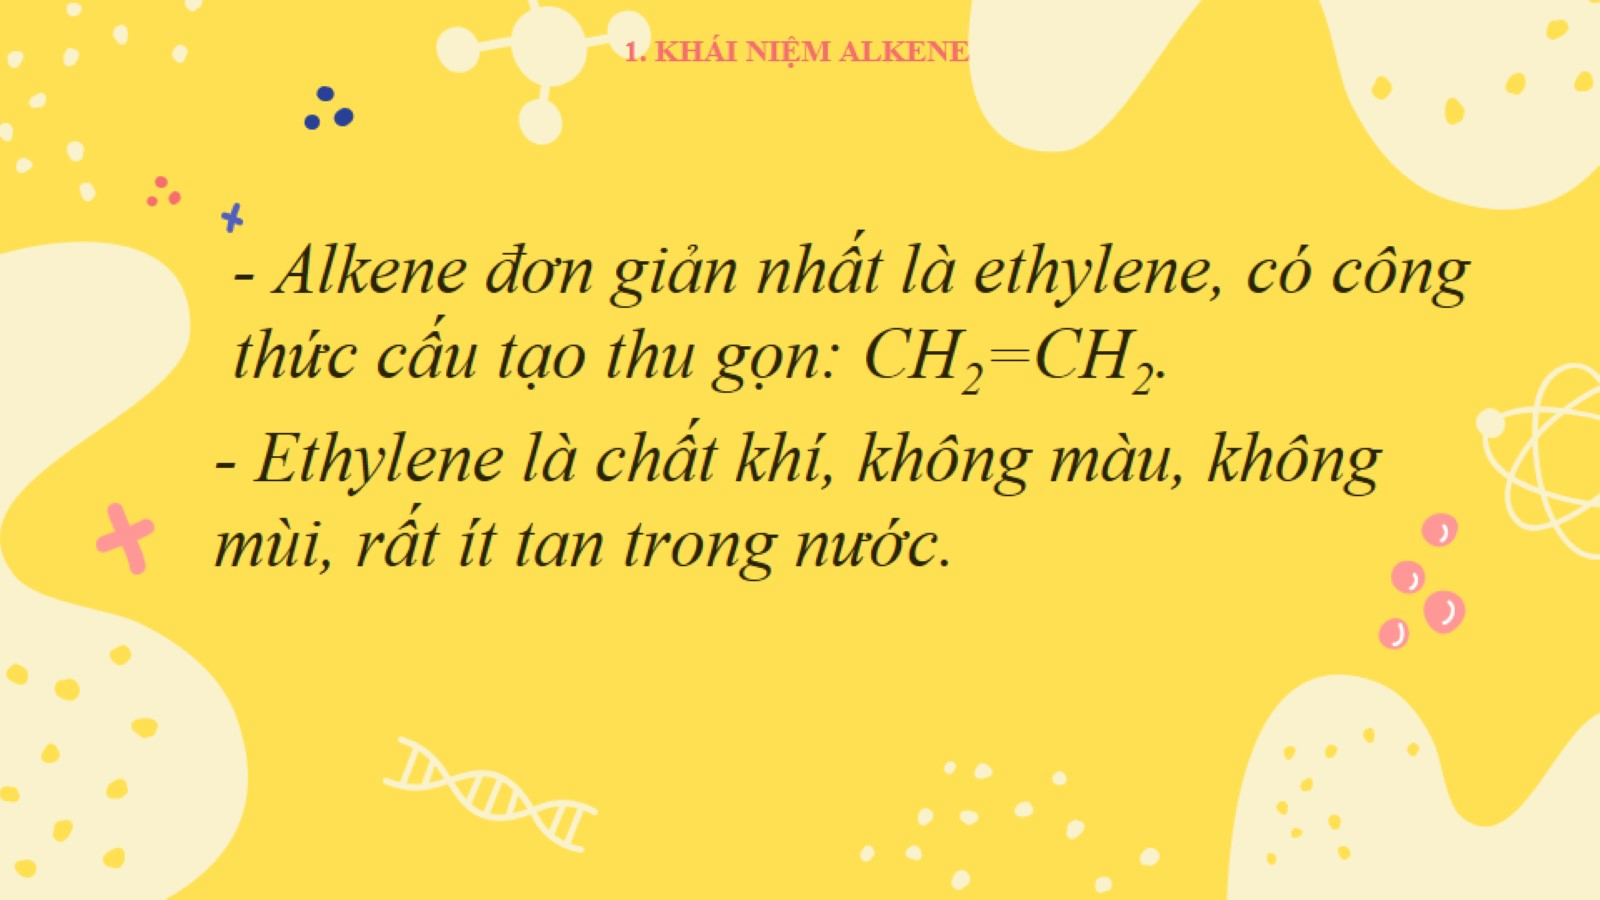 1. KHÁI NIỆM ALKENE
- Alkene đơn giản nhất là ethylene, có công
thức cấu tạo thu gọn: CH₂=CH₂.
- Ethylene là chất khí, không màu, không
mùi, rất ít tan trong nước.